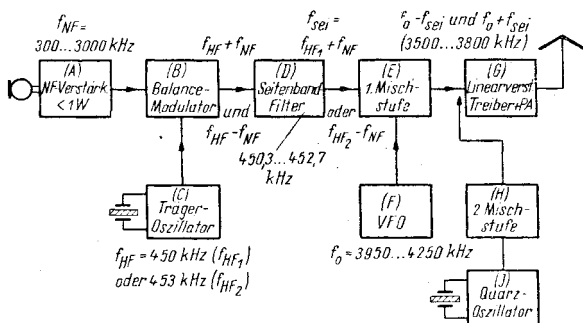 f_NF =
300...3000 kHz
f_HF + f_NF
f_sei =
f_HF1 + f_NF
f_o - f_sei und f_o + f_sei
(3500...3800 kHz)
(A)
NF Verstärk
< 1W
(B)
Balance-
Modulator
(D)
Seitenband
Filter
(E)
1. Misch-
stufe
(G)
Linearverst
Treiber+PA
und
f_HF - f_NF
oder
f_HF2 - f_NF
450,3...452,7
kHz
(C)
Träger-
Oszillator
(F)
VFO
(H)
2 Misch-
stufe
f_HF = 450 kHz (f_HF1)
oder 453 kHz (f_HF2)
f_o = 3950...4250 kHz
(J)
Quarz-
Oszillator